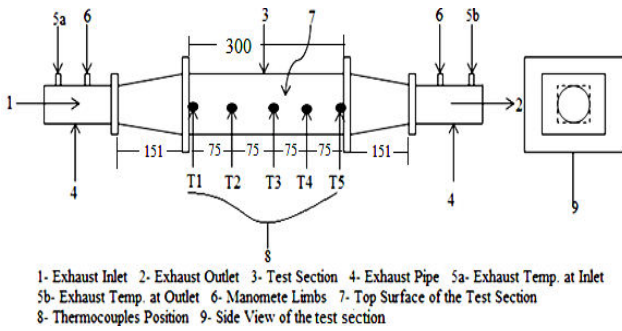 5a 6 3 7 6 5b
300
1 2
151 75 75 75 75 151
T1 T2 T3 T4 T5
4 4
9
8
1- Exhaust Inlet 2- Exhaust Outlet 3- Test Section 4- Exhaust Pipe 5a- Exhaust Temp. at Inlet
5b- Exhaust Temp. at Outlet 6- Manomete Limbs 7- Top Surface of the Test Section
8- Thermocouples Position 9- Side View of the test section